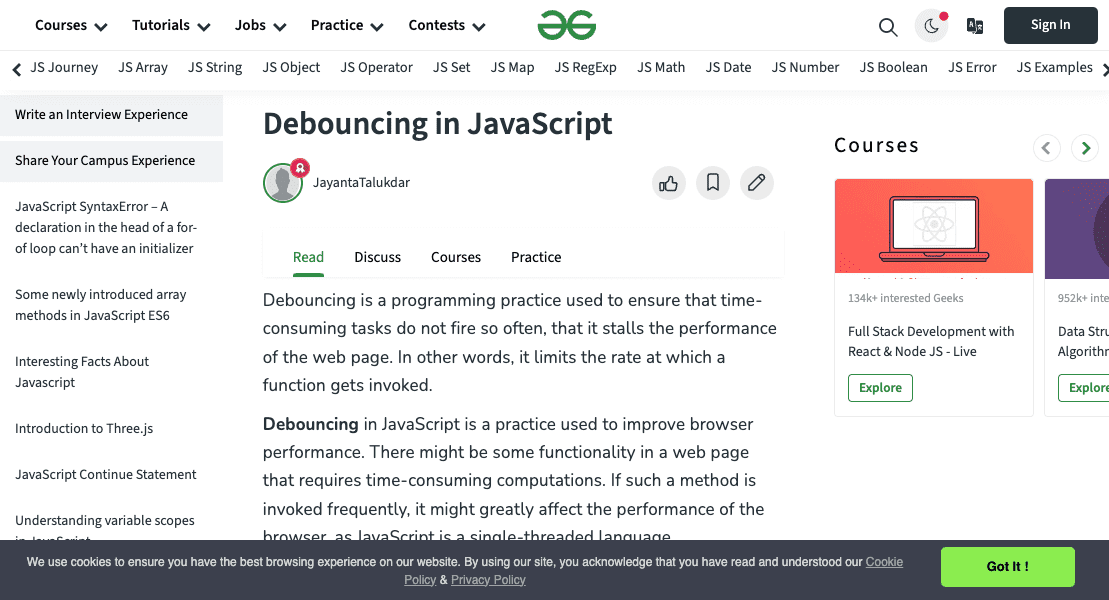 Courses Tutorials Jobs Practice Contests Sign In
JS Journey JS Array JS String JS Object JS Operator JS Set JS Map JS RegExp JS Math JS Date JS Number JS Boolean JS Error JS Examples
Write an Interview Experience
Share Your Campus Experience
JavaScript SyntaxError – A
declaration in the head of a for-
of loop can’t have an initializer
Some newly introduced array
methods in JavaScript ES6
Interesting Facts About
Javascript
Introduction to Three.js
JavaScript Continue Statement
Understanding variable scopes
in JavaScript
Debouncing in JavaScript
JayantaTalukdar
Read Discuss Courses Practice
Debouncing is a programming practice used to ensure that time-
consuming tasks do not fire so often, that it stalls the performance
of the web page. In other words, it limits the rate at which a
function gets invoked.
Debouncing in JavaScript is a practice used to improve browser
performance. There might be some functionality in a web page
that requires time-consuming computations. If such a method is
invoked frequently, it might greatly affect the performance of the
browser, as JavaScript is a single-threaded language.
Courses
134k+ interested Geeks
Full Stack Development with
React & Node JS - Live
Explore
952k+ inte
Data Stru
Algorithm
Explore
We use cookies to ensure you have the best browsing experience on our website. By using our site, you acknowledge that you have read and understood our Cookie
Policy & Privacy Policy
Got It !